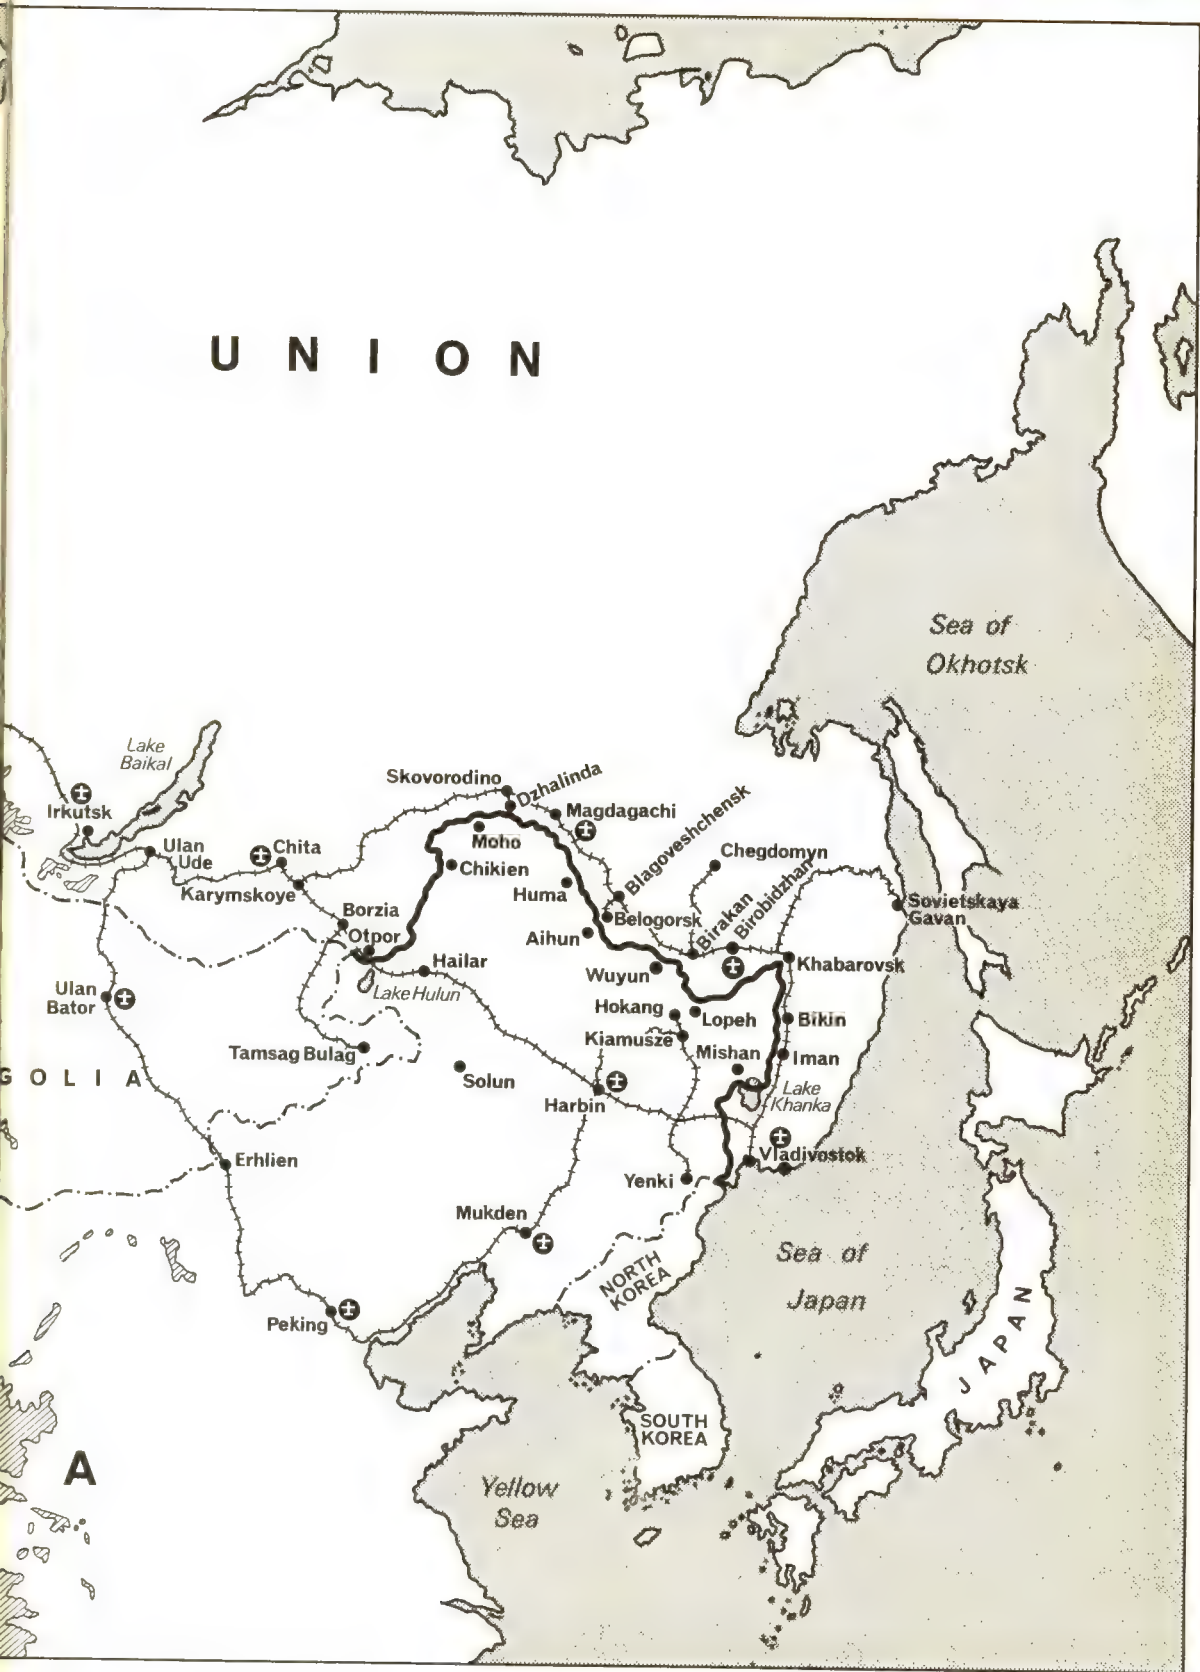 UNION
Sea of
Okhotsk
Lake
Baikal
Irkutsk
Ulan
Ude
Chita
Karymskoye
Skovorodino
Dzhalinda
Magdagachi
Moho
Chikien
Blagoveshchensk
Chegdomyn
Huma
Belogorsk
Birakan
Birobidzhan
Sovietskaya
Gavan
Borzia
Otpor
Aihun
Khabarovsk
Hailar
Wuyun
Lake Hulun
Ulan
Bator
Hokang
Lopeh
Bikin
Kiamusze
Tamsag Bulag
Mishan
Iman
GOLIA
Solun
Lake
Khanka
Harbin
Vladivostok
Erhlien
Yenki
Mukden
Sea of
Japan
NORTH
KOREA
Peking
JAPAN
SOUTH
KOREA
A
Yellow
Sea